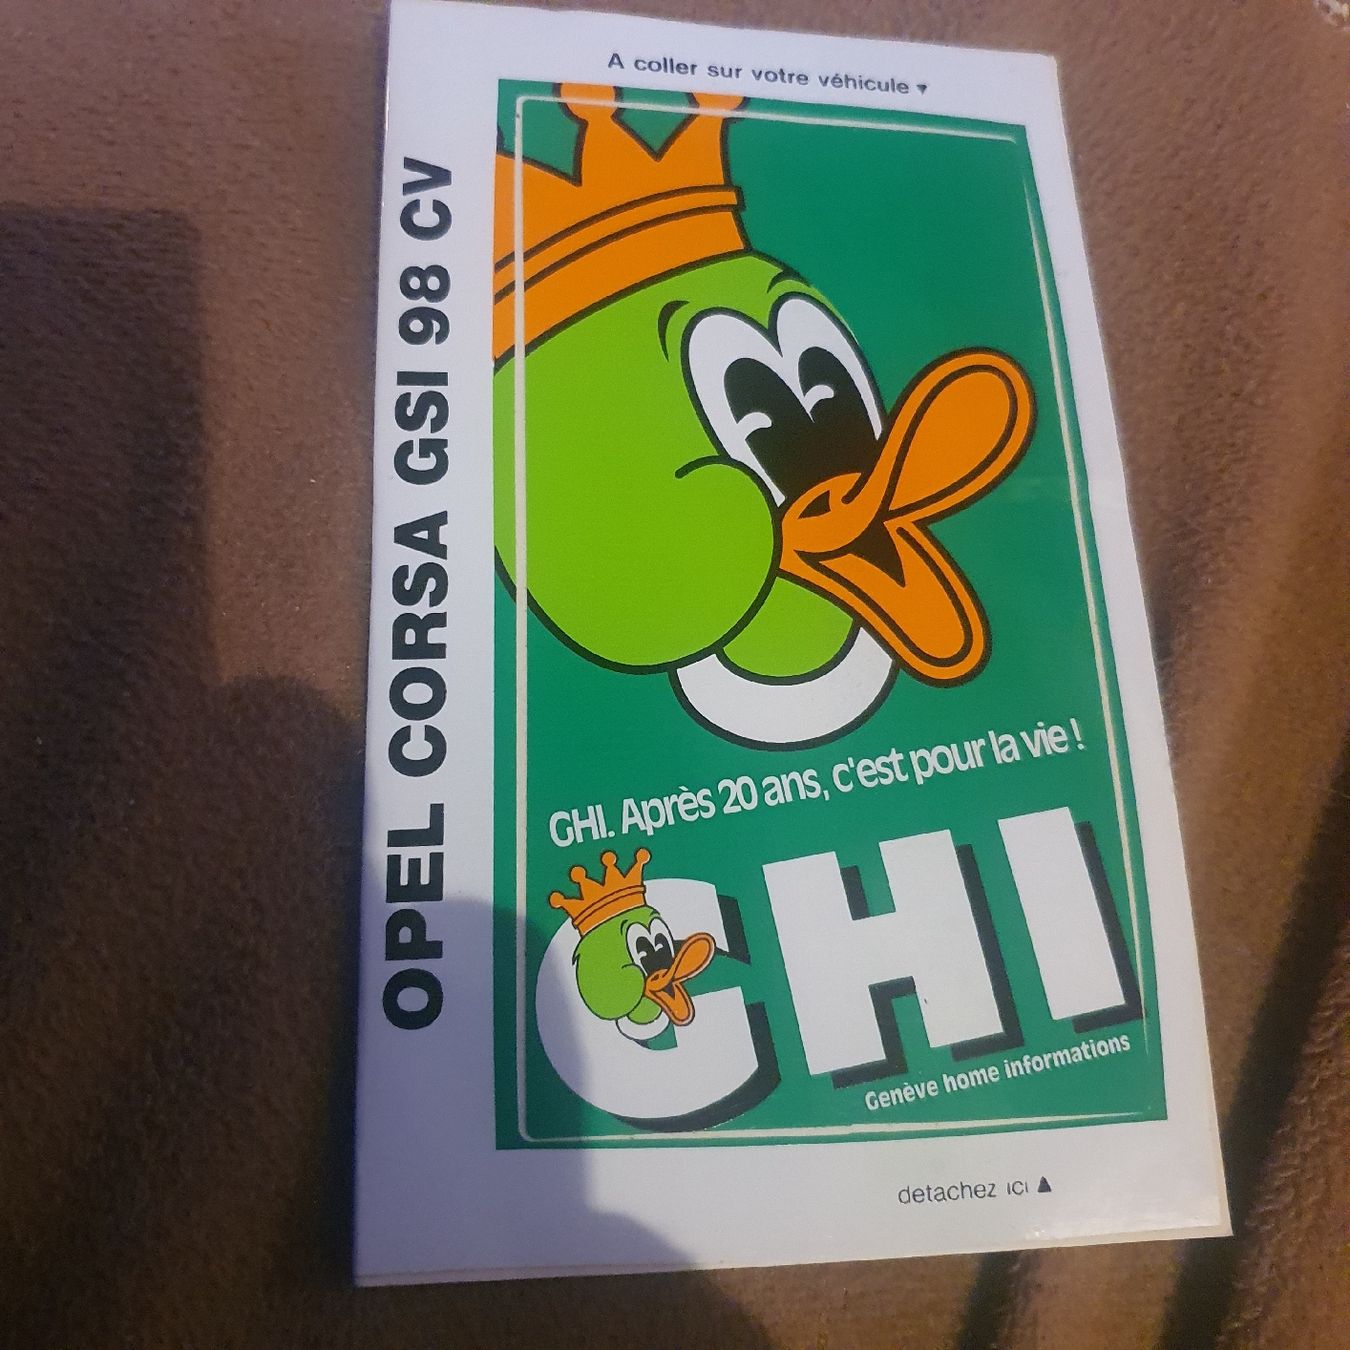 A coller sur votre véhicule ▼
OPEL CORSA GSI 98 CV
GHI. Après 20 ans, c'est pour la vie !
GHI
Genève home informations
detachez ici ▲